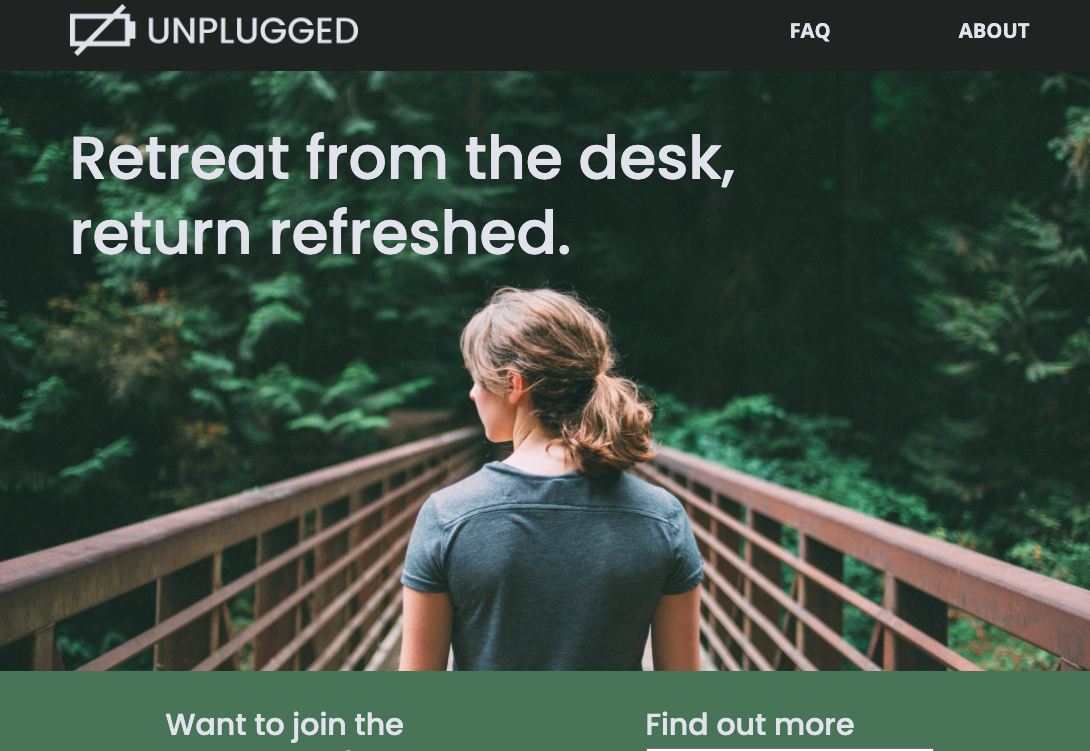 UNPLUGGED
FAQ
ABOUT
Retreat from the desk,
return refreshed.
Want to join the
Find out more